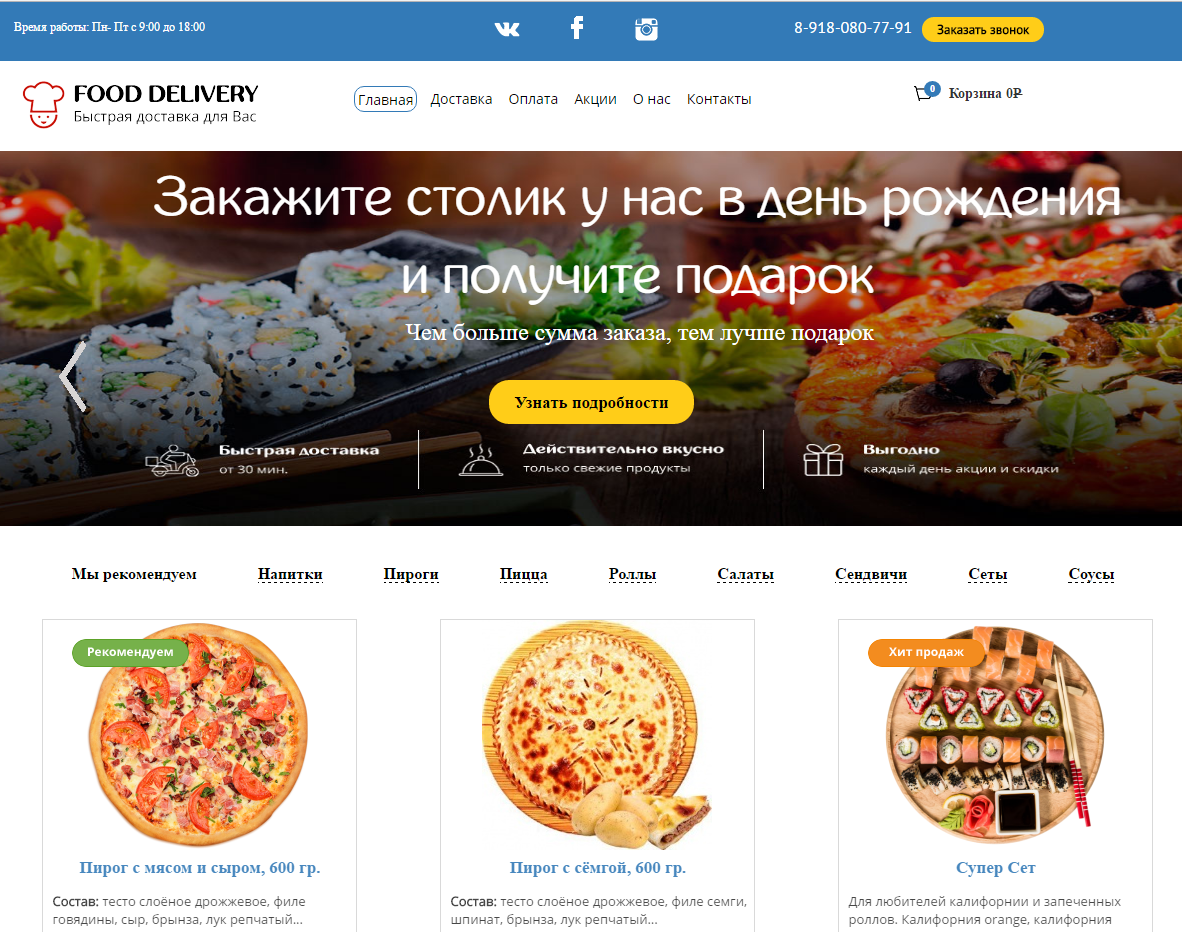 Время работы: Пн- Пт с 9:00 до 18:00
8-918-080-77-91
Заказать звонок
FOOD DELIVERY
Быстрая доставка для Вас
Главная Доставка Оплата Акции О нас Контакты
0 Корзина 0₽
Закажите столик у нас в день рождения
и получите подарок
Чем больше сумма заказа, тем лучше подарок
Узнать подробности
Быстрая доставка
от 30 мин.
Действительно вкусно
только свежие продукты
Выгодно
каждый день акции и скидки
Мы рекомендуем Напитки Пироги Пицца Роллы Салаты Сендвичи Сеты Соусы
Рекомендуем
Пирог с мясом и сыром, 600 гр.
Состав: тесто слоёное дрожжевое, филе
говядины, сыр, брынза, лук репчатый...
Пирог с сёмгой, 600 гр.
Состав: тесто слоёное дрожжевое, филе семги,
шпинат, брынза, лук репчатый...
Хит продаж
Супер Сет
Для любителей калифорнии и запеченных
роллов. Калифорния orange, калифорния